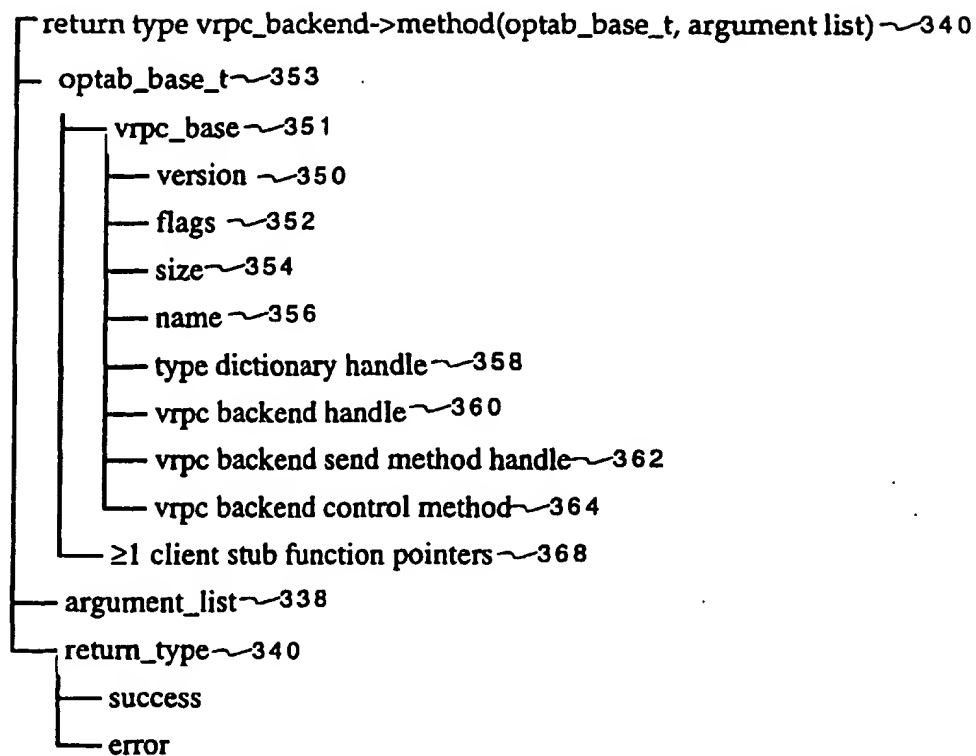 return type vrpc_backend->method(optab_base_t, argument list) 340
optab_base_t 353
vrpc_base 351
version 350
flags 352
size 354
name 356
type dictionary handle 358
vrpc backend handle 360
vrpc backend send method handle 362
vrpc backend control method 364
≥1 client stub function pointers 368
argument_list 338
return_type 340
success
error